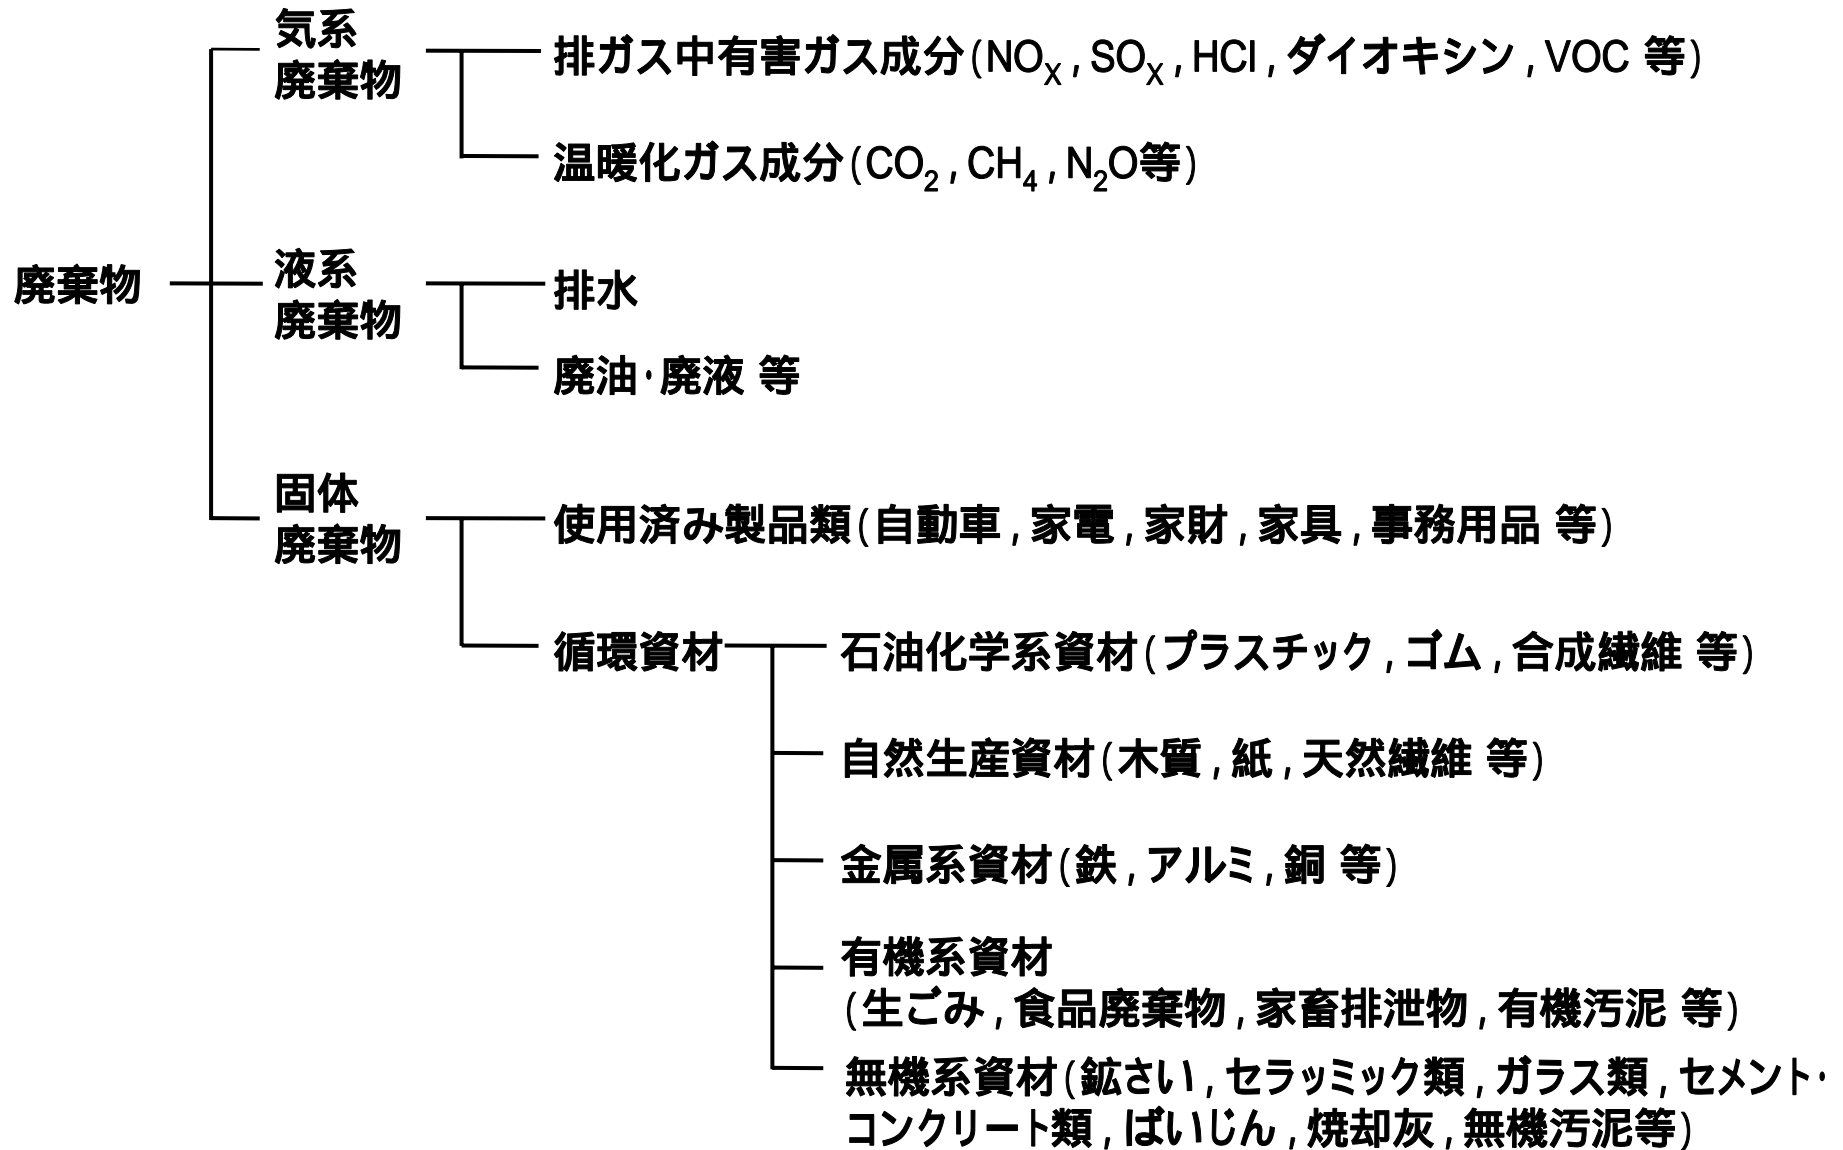 気系
廃棄物
排ガス中有害ガス成分(NOX,SOX,HCl,ダイオキシン,VOC 等)
温暖化ガス成分(CO2,CH4,N2O等)
廃棄物
液系
廃棄物
排水
廃油・廃液 等
固体
廃棄物
使用済み製品類(自動車,家電,家財,家具,事務用品 等)
循環資材
石油化学系資材(プラスチック,ゴム,合成繊維 等)
自然生産資材(木質,紙,天然繊維 等)
金属系資材(鉄,アルミ,銅 等)
有機系資材
(生ごみ,食品廃棄物,家畜排泄物,有機汚泥 等)
無機系資材(鉱さい,セラッミック類,ガラス類,セメント・
コンクリート類,ばいじん,焼却灰,無機汚泥等)